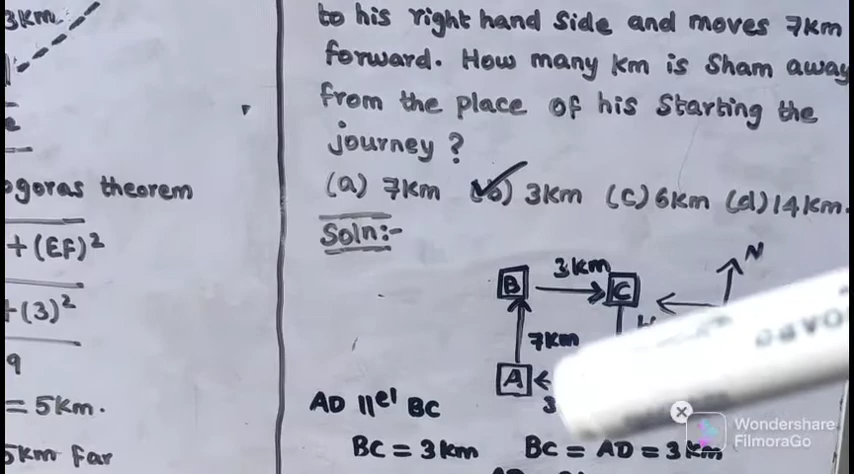 3Km
ogoras theorem
+(EF)²
+(3)²
9
=5Km.
5Km far
to his right hand side and moves 7Km
forward. How many Km is Sham away
from the place of his Starting the
journey ?
(a) 7Km (b) 3Km (C) 6Km (d) 14Km.
Soln:-
3Km
B
C
N
7Km
A
3
AD ||el BC
BC = 3Km BC = AD = 3Km
Wondershare
FilmoraGo